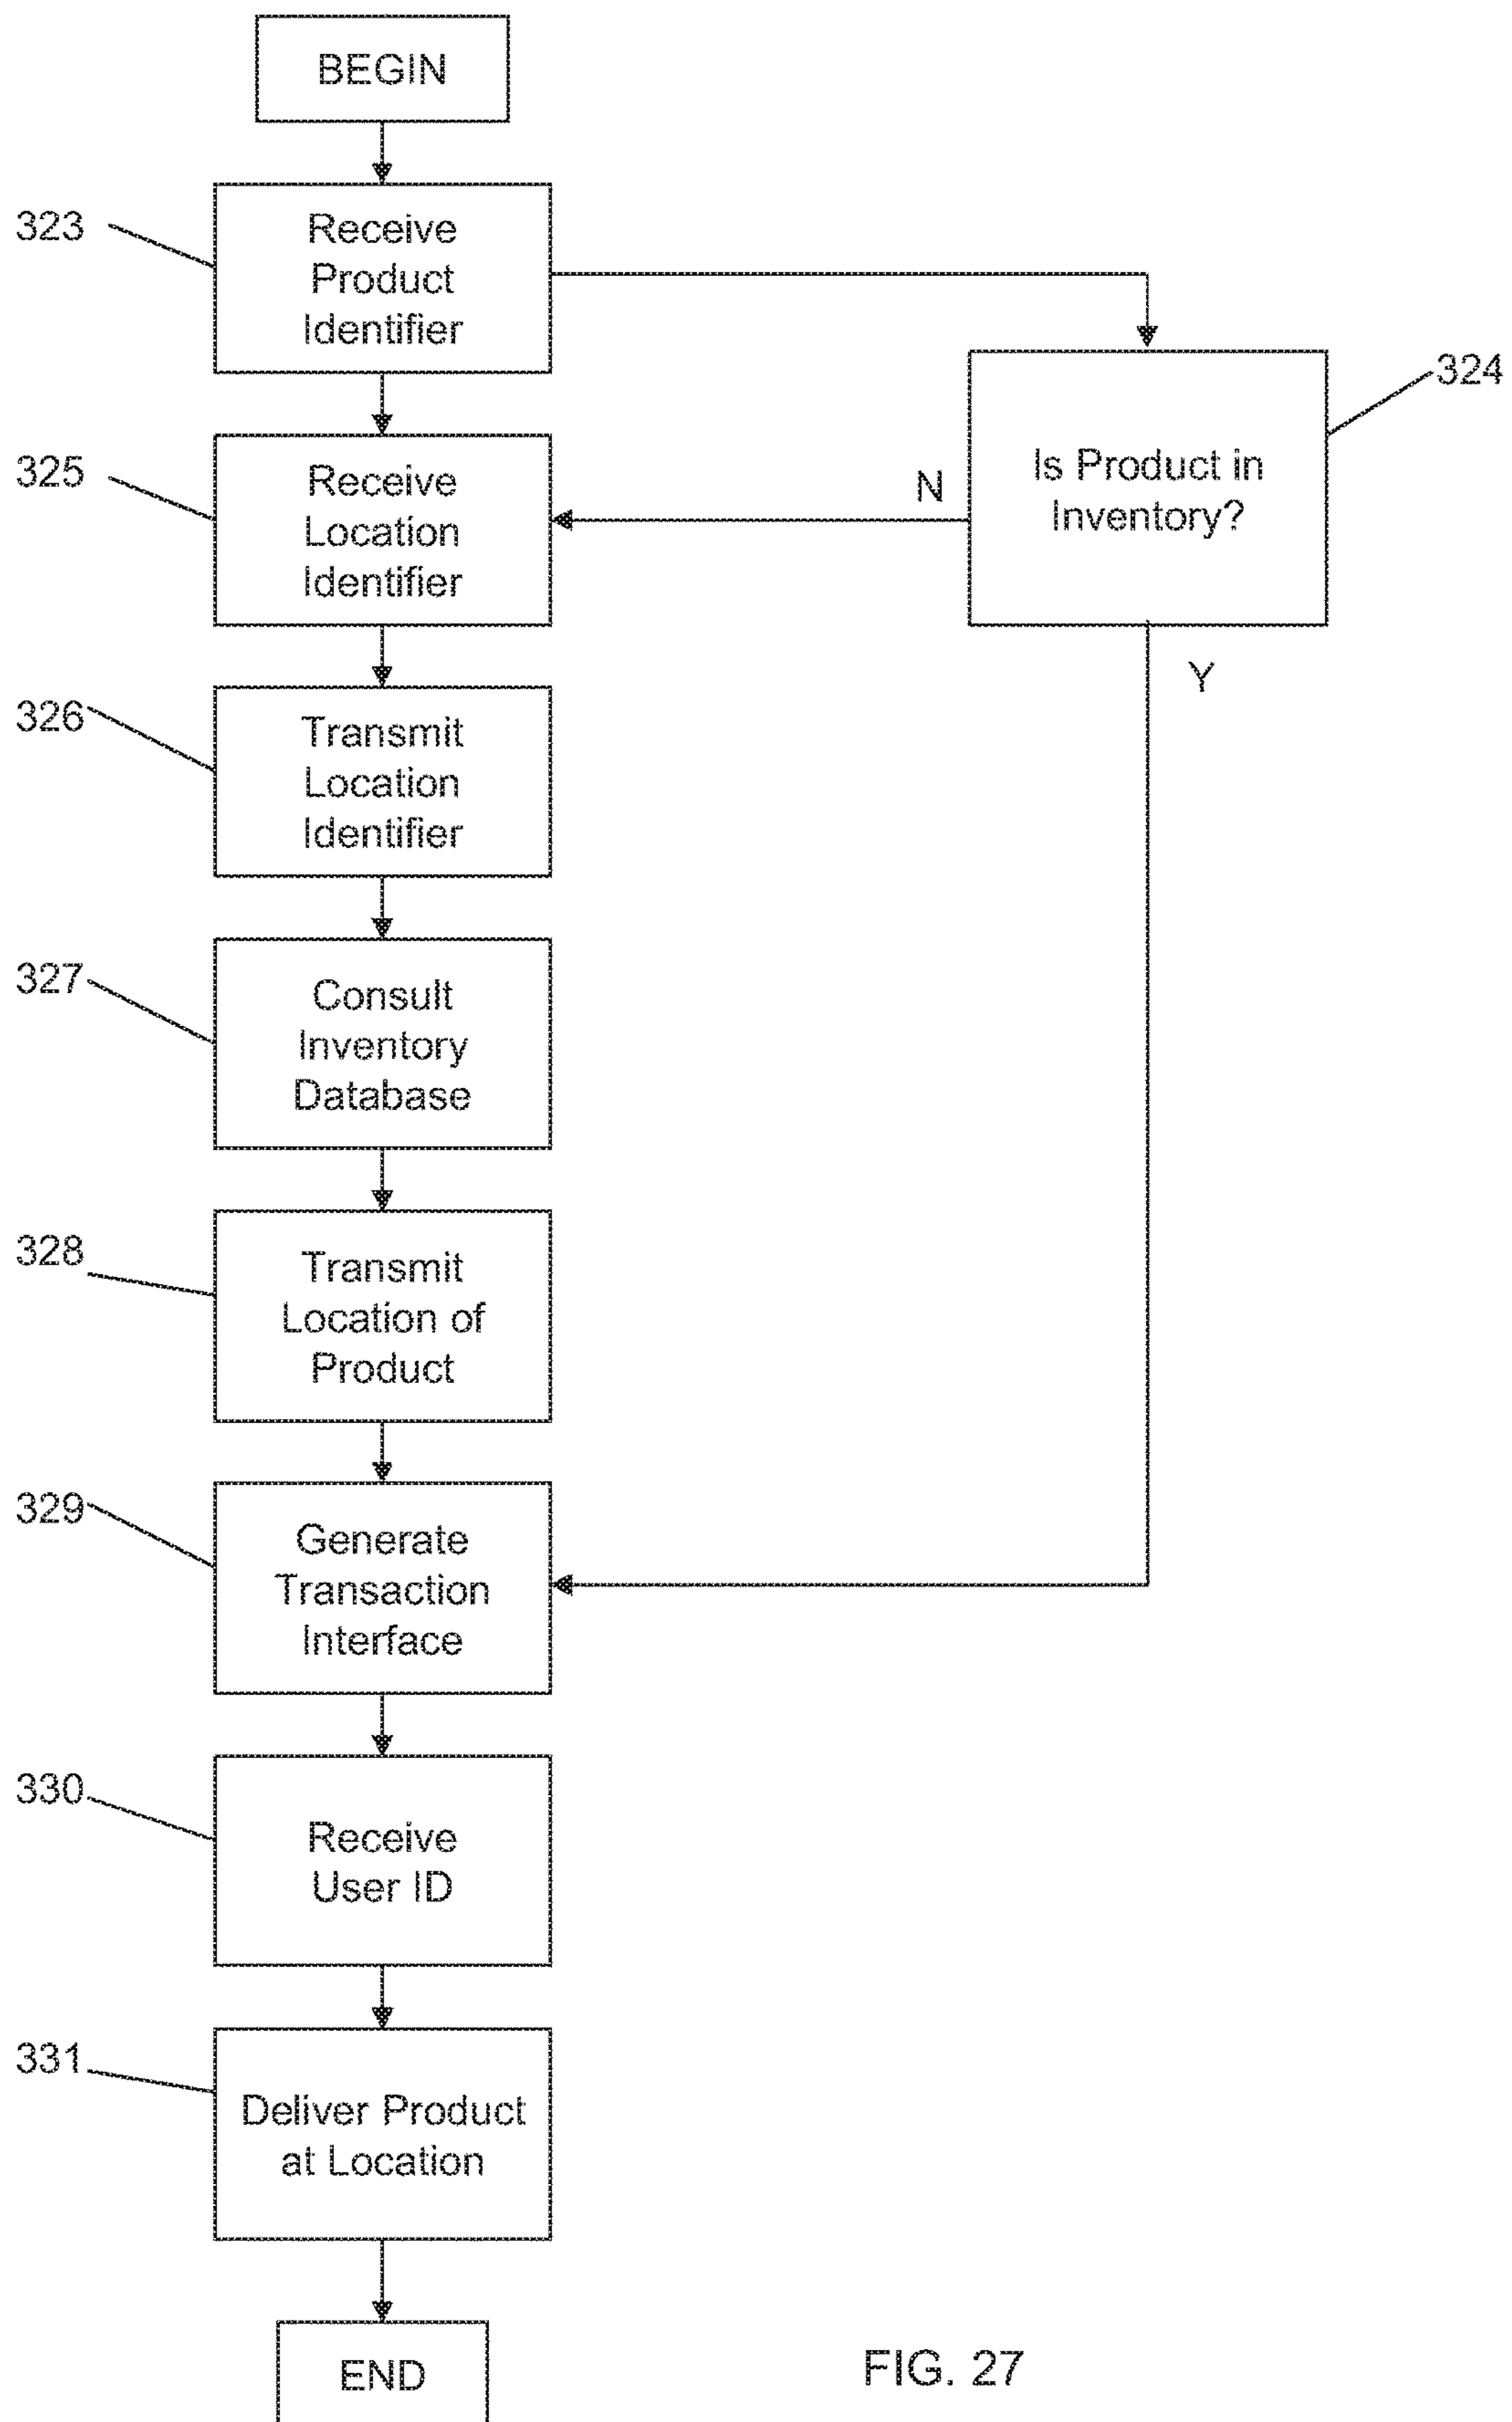 BEGIN
323
Receive
Product
Identifier
324
Is Product in
Inventory?
N
Y
325
Receive
Location
Identifier
326
Transmit
Location
Identifier
327
Consult
Inventory
Database
328
Transmit
Location of
Product
329
Generate
Transaction
Interface
330
Receive
User ID
331
Deliver Product
at Location
END
FIG. 27